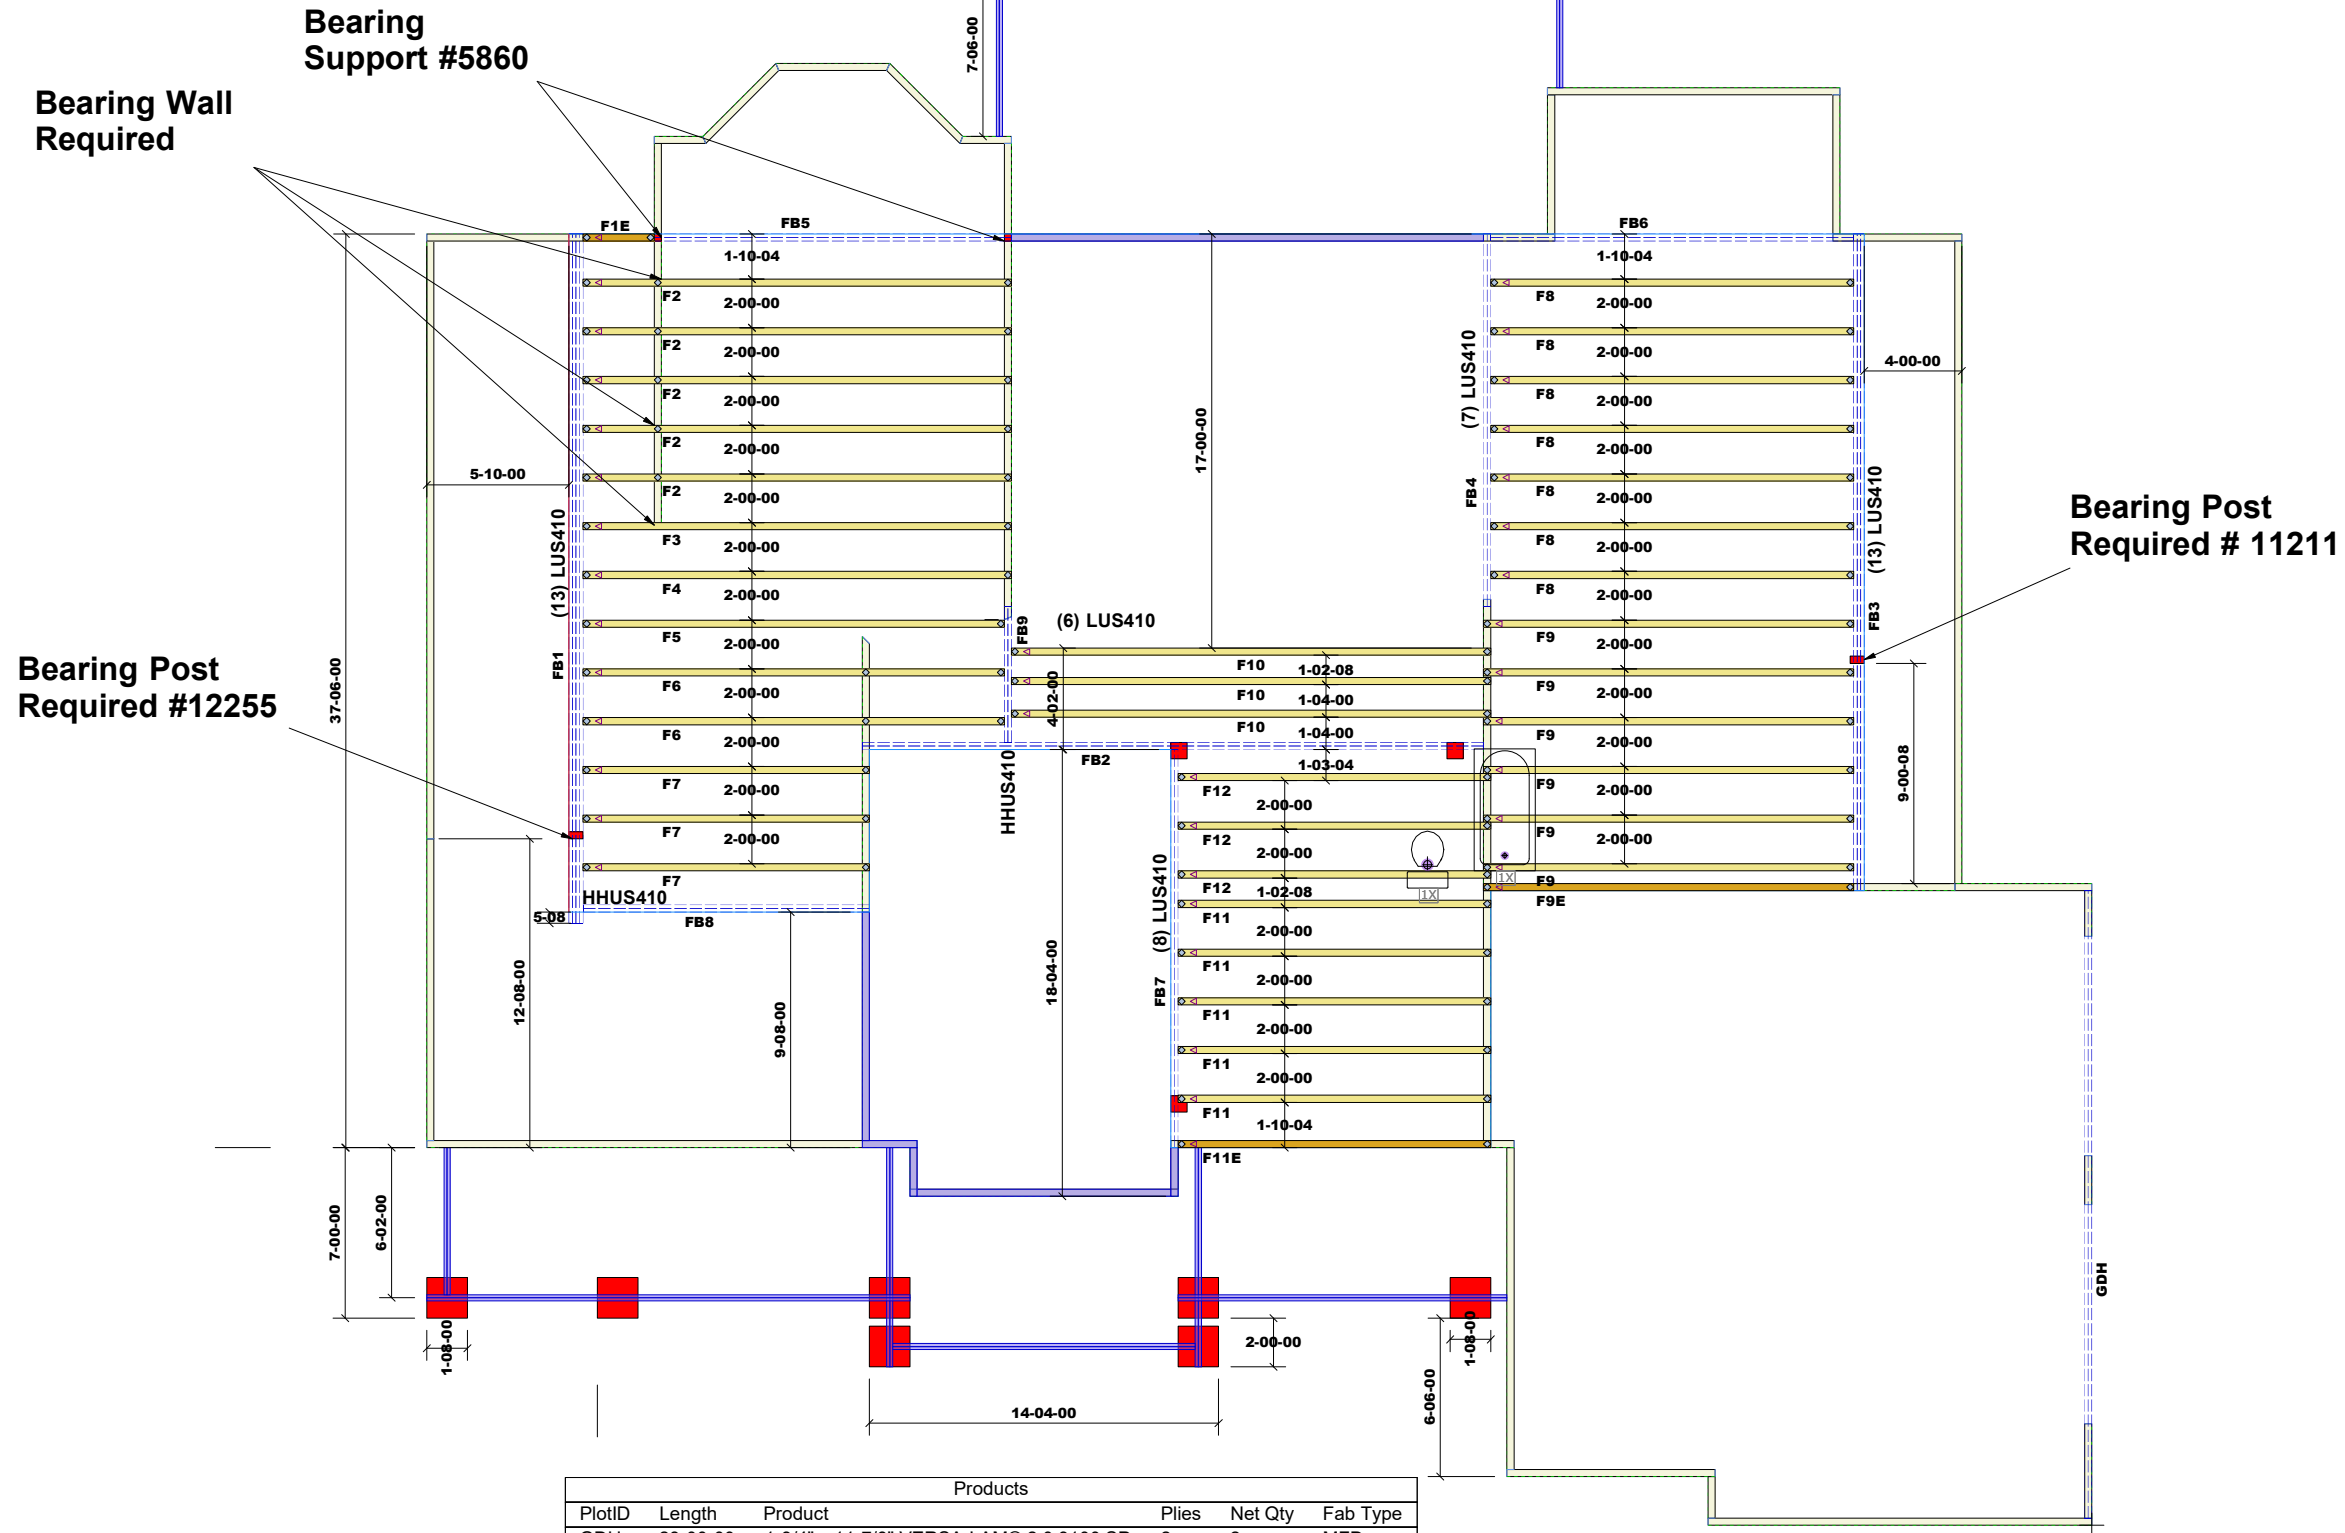 Bearing
Support #5860
Bearing Wall
Required
7-06-00
F1E
FB5
FB6
1-10-04
1-10-04
F2
2-00-00
F8
2-00-00
F2
2-00-00
F8
2-00-00
4-00-00
F2
2-00-00
F8
2-00-00
(7) LUS410
17-00-00
F2
2-00-00
F8
2-00-00
5-10-00
F2
2-00-00
FB4
F8
2-00-00
(13) LUS410
Bearing Post
Required # 11211
(13) LUS410
F3
2-00-00
F8
2-00-00
F4
2-00-00
F8
2-00-00
FB9
(6) LUS410
FB3
F5
2-00-00
F9
2-00-00
Bearing Post
Required #12255
FB1
37-06-00
F10
1-02-08
F6
2-00-00
4-02-00
F10
1-04-00
F9
2-00-00
F10
1-04-00
F6
2-00-00
F9
2-00-00
FB2
1-03-04
HHUS410
9-00-08
F7
2-00-00
F12
2-00-00
F9
2-00-00
F7
2-00-00
F12
2-00-00
F9
2-00-00
F7
HHUS410
F12
1-02-08
1X
1X
F9
F9E
5-08
FB8
(8) LUS410
F11
2-00-00
12-08-00
9-08-00
18-04-00
FB7
F11
2-00-00
F11
2-00-00
F11
2-00-00
F11
1-10-04
F11E
7-00-00
6-02-00
GDH
1-08-00
2-00-00
1-08-00
6-06-00
14-04-00
Products
PlotID Length Product Plies Net Qty Fab Type